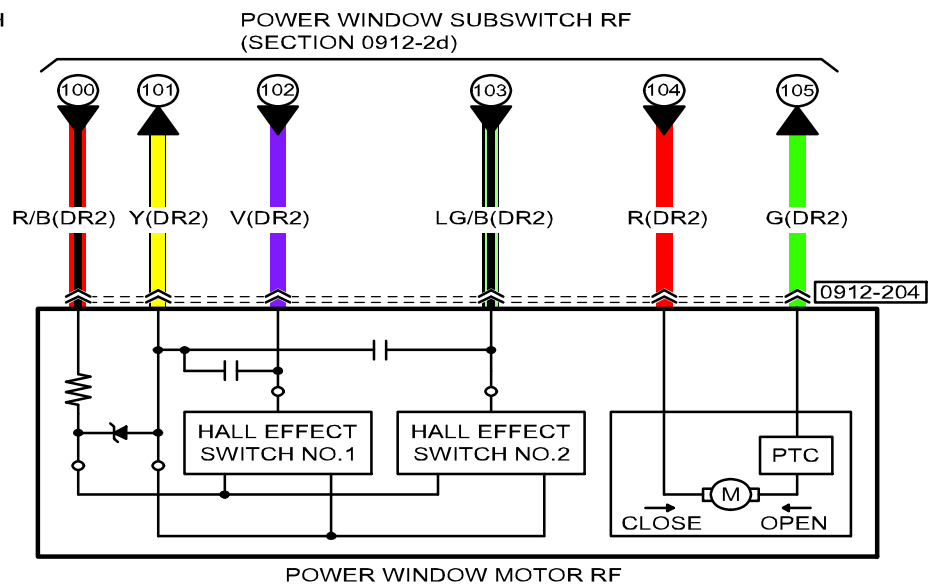 H
POWER WINDOW SUBSWITCH RF
(SECTION 0912-2d)
100 101 102 103 104 105
R/B(DR2) Y(DR2) V(DR2) LG/B(DR2) R(DR2) G(DR2)
0912-204
HALL EFFECT
SWITCH NO.1
HALL EFFECT
SWITCH NO.2
PTC
M
CLOSE OPEN
POWER WINDOW MOTOR RF